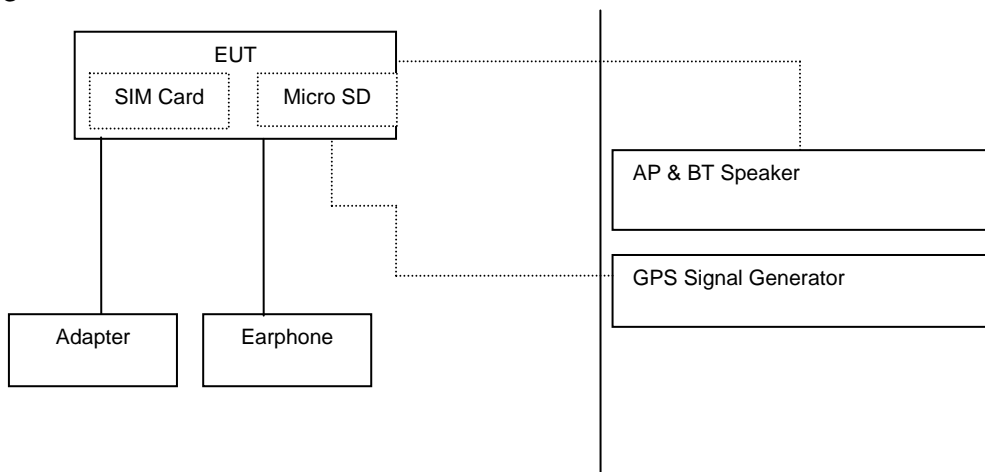 EUT
SIM Card
Micro SD
AP & BT Speaker
GPS Signal Generator
Adapter
Earphone